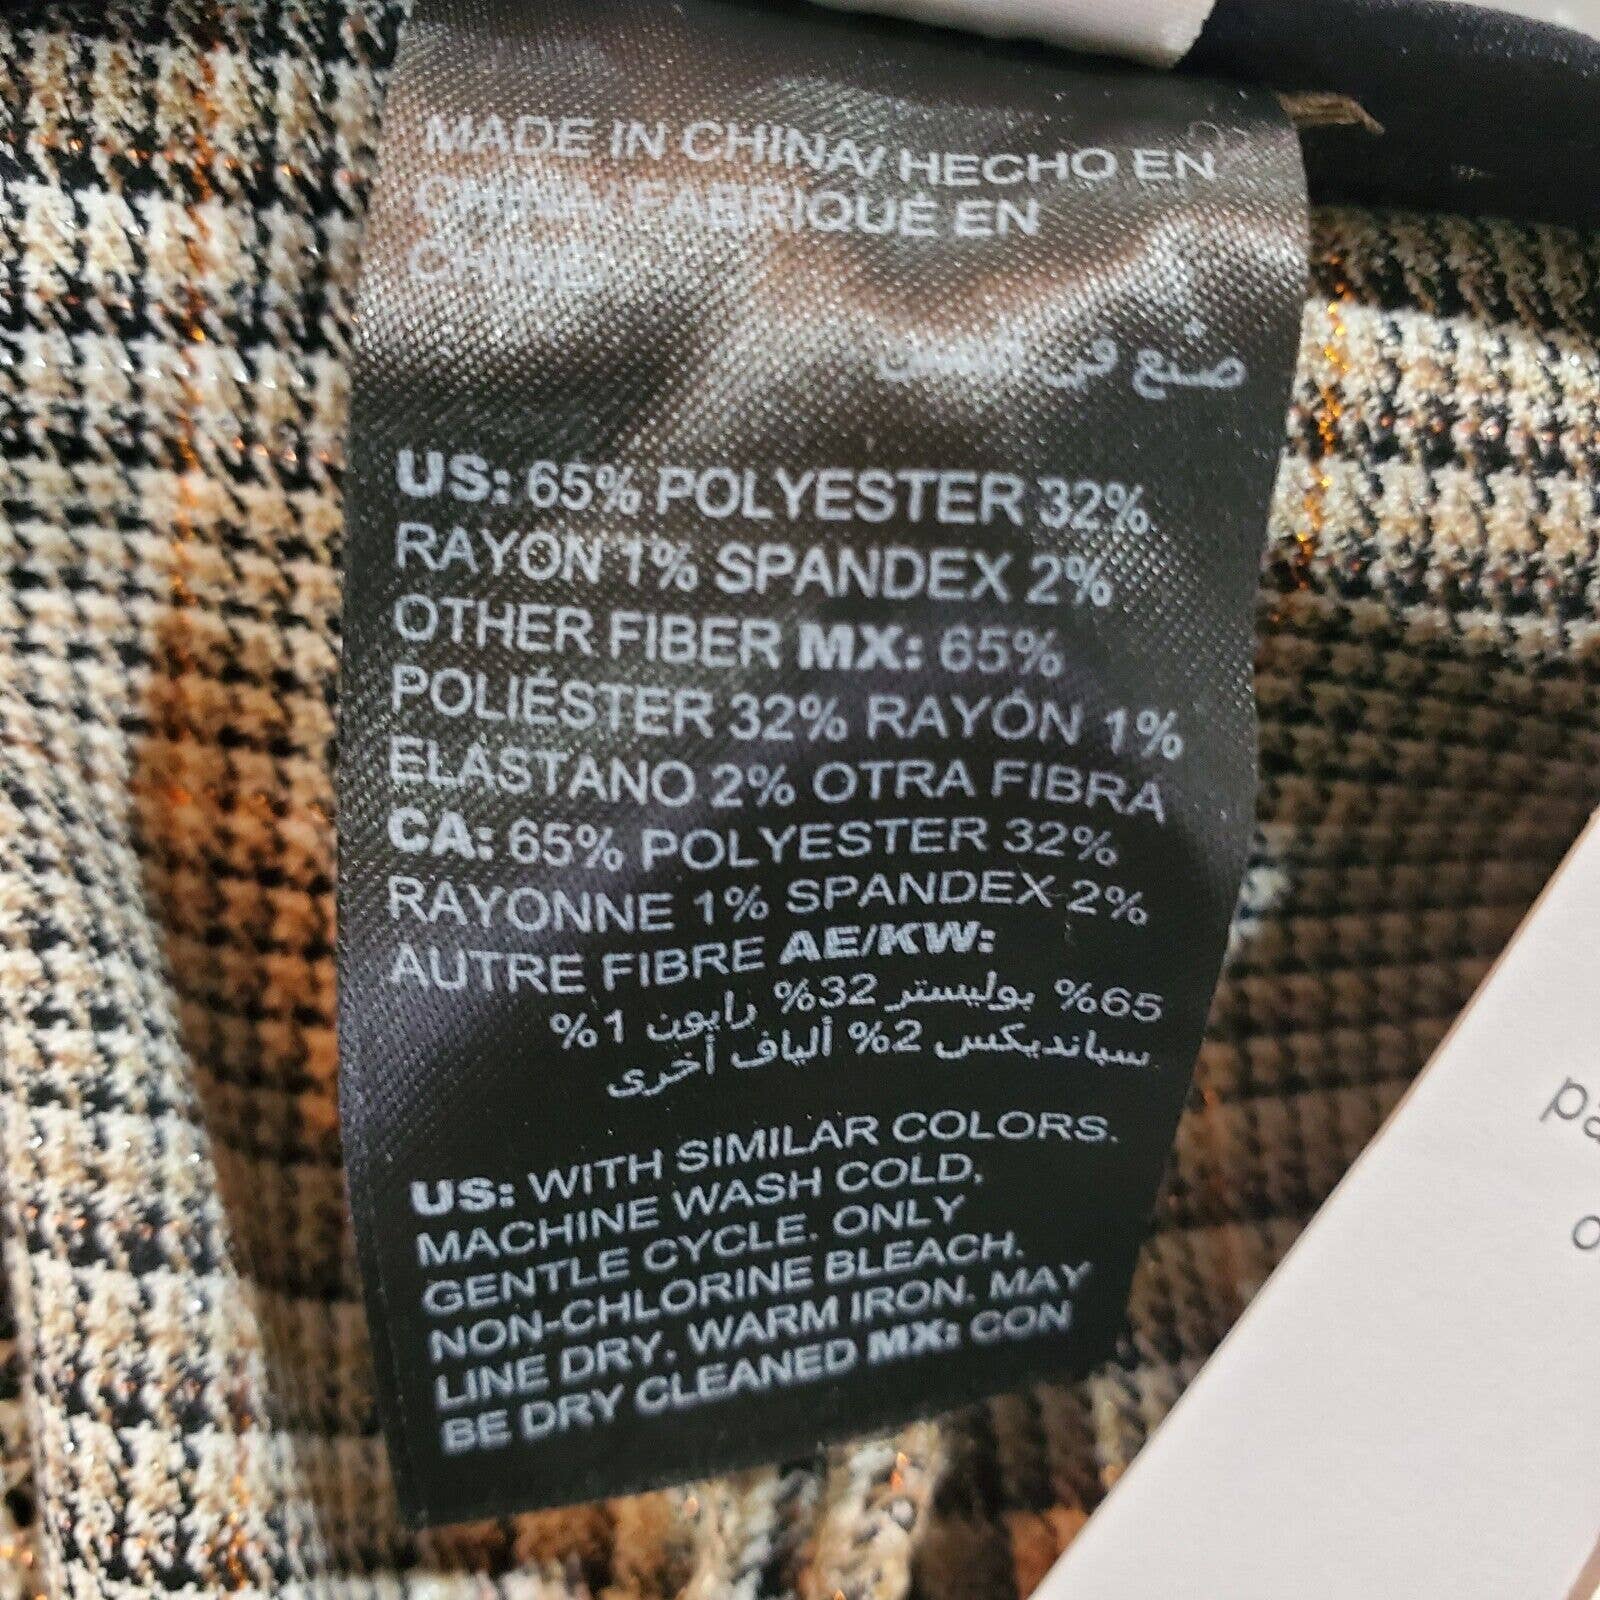 MADE IN CHINA/ HECHO EN
CHINA/ FABRIQUÉ EN
CHINE
صنع في الصين
US: 65% POLYESTER 32%
RAYON 1% SPANDEX 2%
OTHER FIBER MX: 65%
POLIÉSTER 32% RAYÓN 1%
ELASTANO 2% OTRA FIBRA
CA: 65% POLYESTER 32%
RAYONNE 1% SPANDEX 2%
AUTRE FIBRE AE/KW:
65% بوليستر 32% رايون 1%
سباندیکس 2% ألياف أخرى
US: WITH SIMILAR COLORS.
MACHINE WASH COLD,
GENTLE CYCLE. ONLY
NON-CHLORINE BLEACH.
LINE DRY. WARM IRON. MAY
BE DRY CLEANED MX: CON